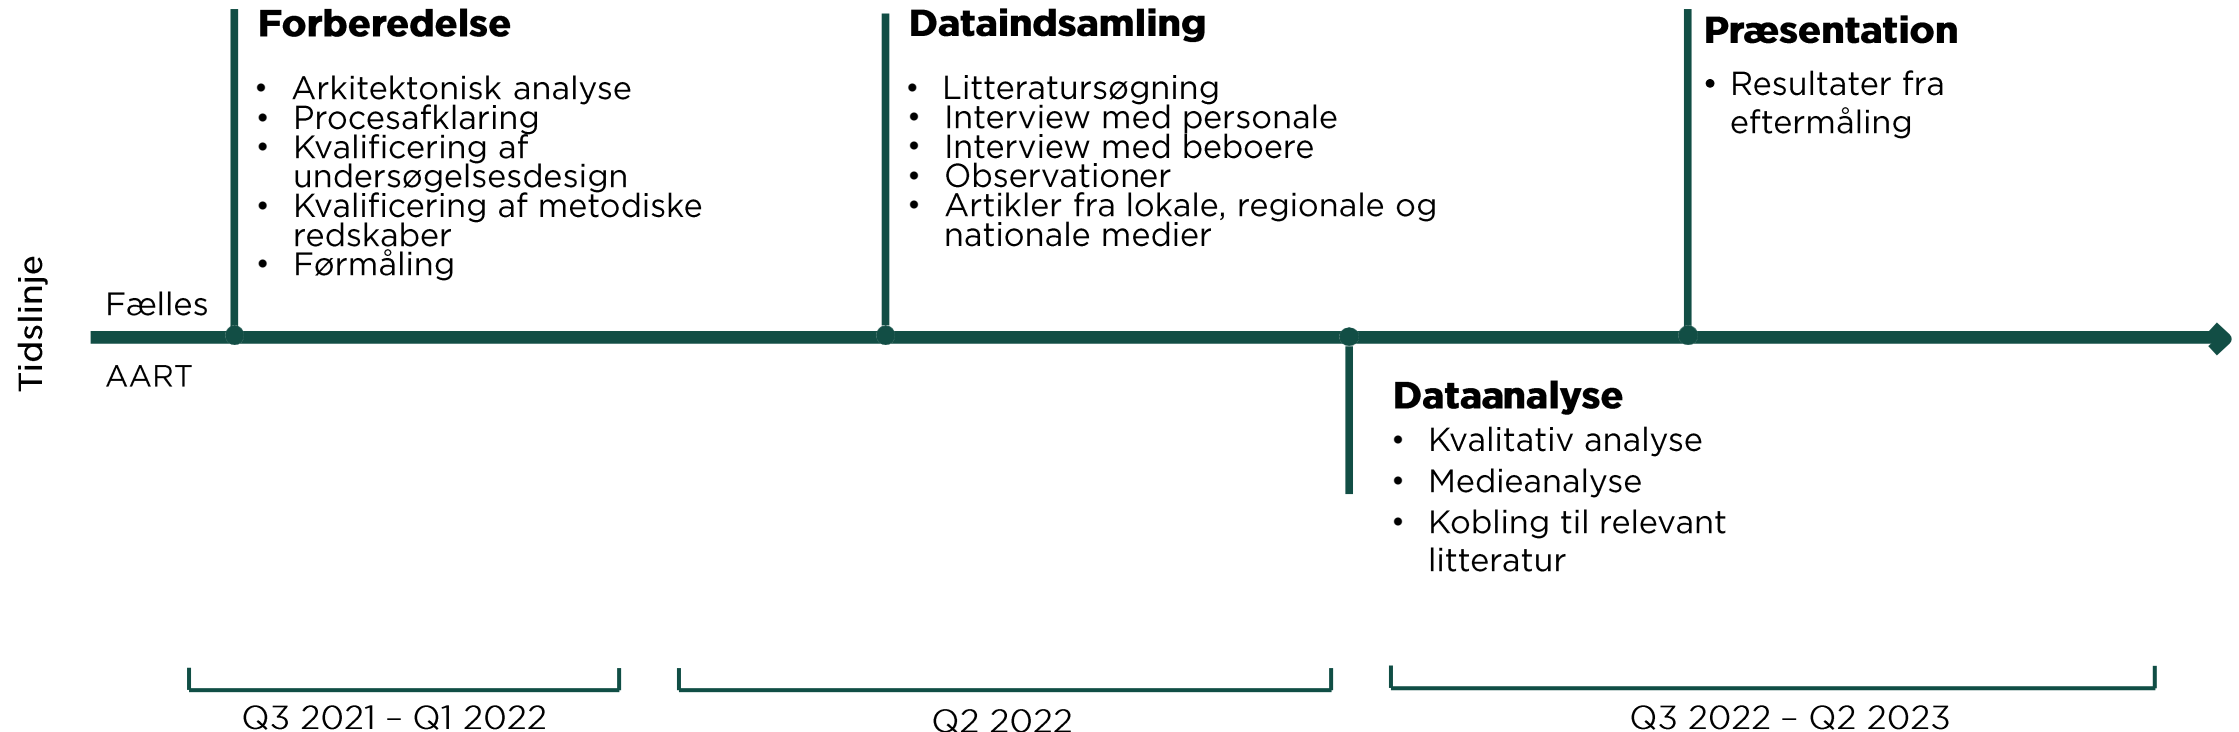 Tidslinje
Fælles
AART
Forberedelse
• Arkitektonisk analyse
• Procesafklaring
• Kvalificering af
undersøgelsesdesign
• Kvalificering af metodiske
redskaber
• Førmåling
Dataindsamling
• Litteratursøgning
• Interview med personale
• Interview med beboere
• Observationer
• Artikler fra lokale, regionale og
nationale medier
Præsentation
• Resultater fra
eftermåling
Dataanalyse
• Kvalitativ analyse
• Medieanalyse
• Kobling til relevant
litteratur
Q3 2021 – Q1 2022
Q2 2022
Q3 2022 – Q2 2023